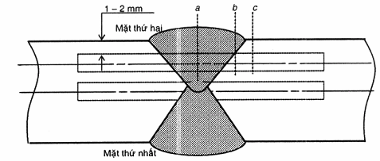 1 – 2 mm
Mặt thứ hai
a
b
c
Mặt thứ nhất